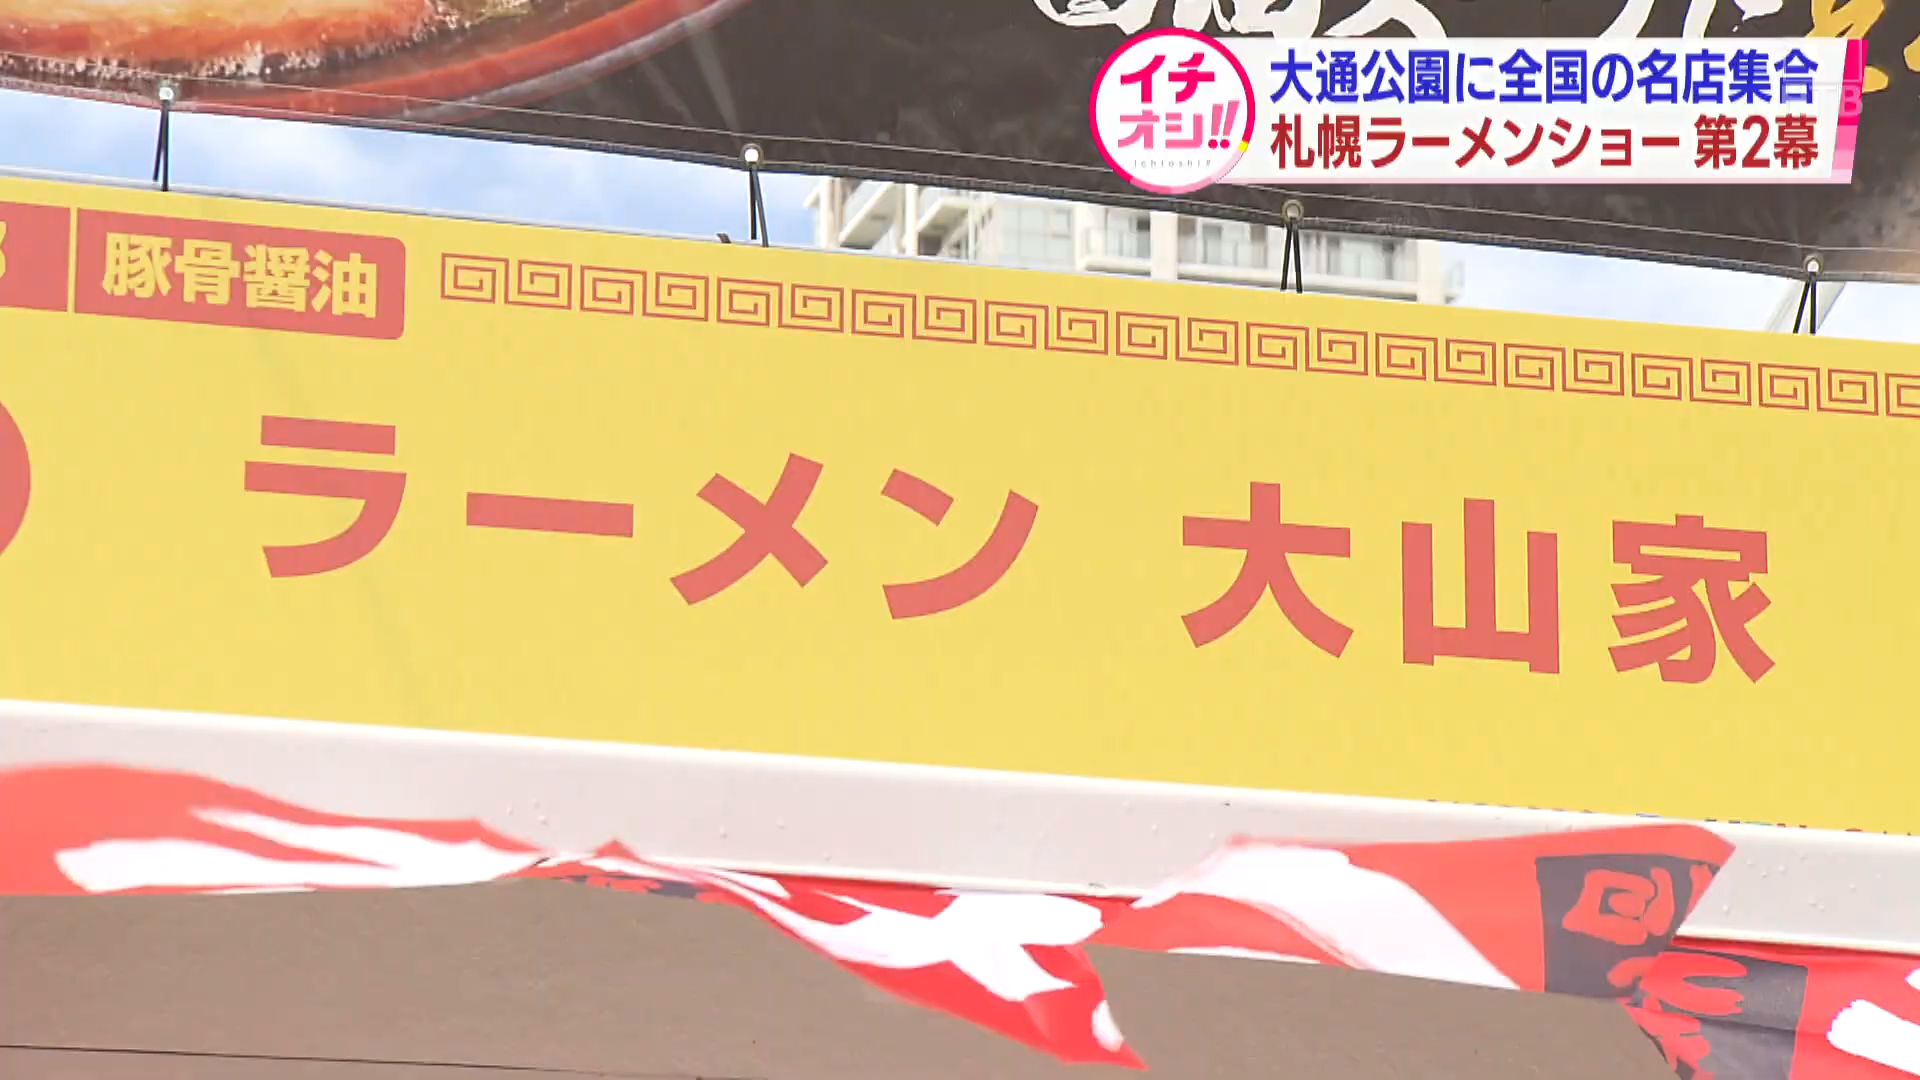 イチ
オシ!!
ichioshi!!
大通公園に全国の名店集合
札幌ラーメンショー 第2幕
HTB
豚骨醤油
ラーメン 大山家